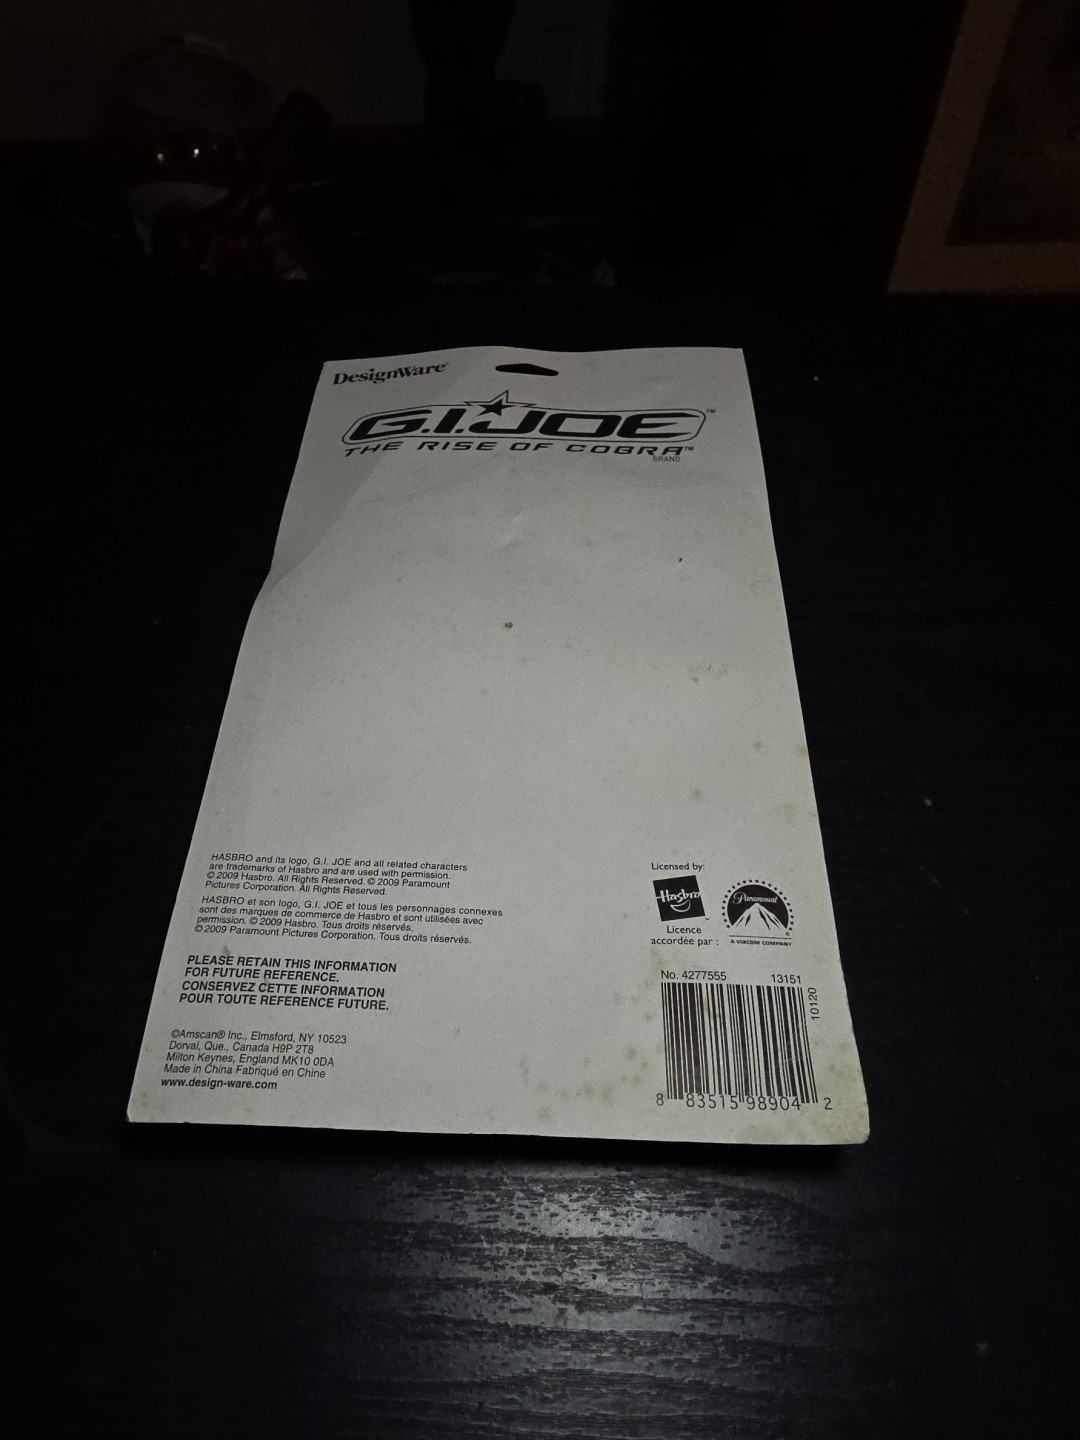 DesignWare®
G.I.JOE™
THE RISE OF COBRA™
BRAND
HASBRO and its logo, G.I. JOE and all related characters
are trademarks of Hasbro and are used with permission.
© 2009 Hasbro. All Rights Reserved. © 2009 Paramount
Pictures Corporation. All Rights Reserved.
HASBRO et son logo, G.I. JOE et tous les personnages connexes
sont des marques de commerce de Hasbro et sont utilisées avec
permission. © 2009 Hasbro. Tous droits réservés.
© 2009 Paramount Pictures Corporation. Tous droits réservés.
PLEASE RETAIN THIS INFORMATION
FOR FUTURE REFERENCE.
CONSERVEZ CETTE INFORMATION
POUR TOUTE REFERENCE FUTURE.
©Amscan® Inc., Elmsford, NY 10523
Dorval, Que., Canada H9P 2T8
Milton Keynes, England MK10 0DA
Made in China Fabriqué en Chine
www.design-ware.com
Licensed by:
Hasbro
Paramount
A VIACOM COMPANY
Licence
accordée par :
No. 4277555 13151
10120
8 83515 98904 2